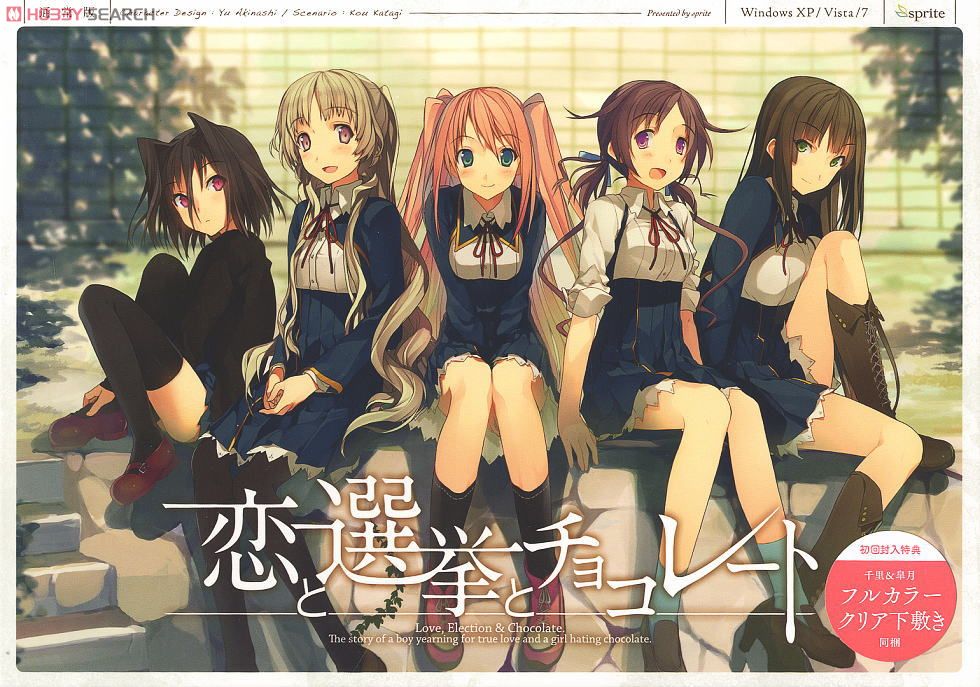 HOBBY SEARCH
通常版
Character Design : Yu Akinashi / Scenario : Kou Katagi
Presented by sprite
Windows XP/Vista/7
sprite
恋と選挙とチョコレート
Love, Election & Chocolate.
The story of a boy yearning for true love and a girl hating chocolate.
初回封入特典
千里&皐月
フルカラー
クリア下敷き
同梱